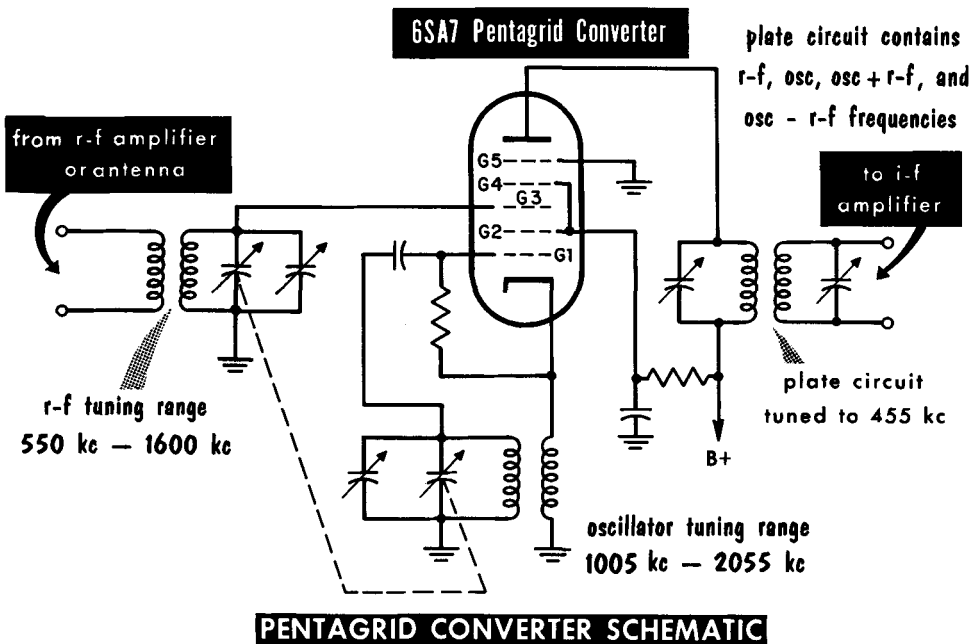 6SA7 Pentagrid Converter
plate circuit contains
r-f, osc, osc + r-f, and
osc - r-f frequencies
from r-f amplifier
or antenna
to i-f
amplifier
G5
G4
G3
G2
G1
r-f tuning range
550 kc — 1600 kc
plate circuit
tuned to 455 kc
B+
oscillator tuning range
1005 kc — 2055 kc
PENTAGRID CONVERTER SCHEMATIC